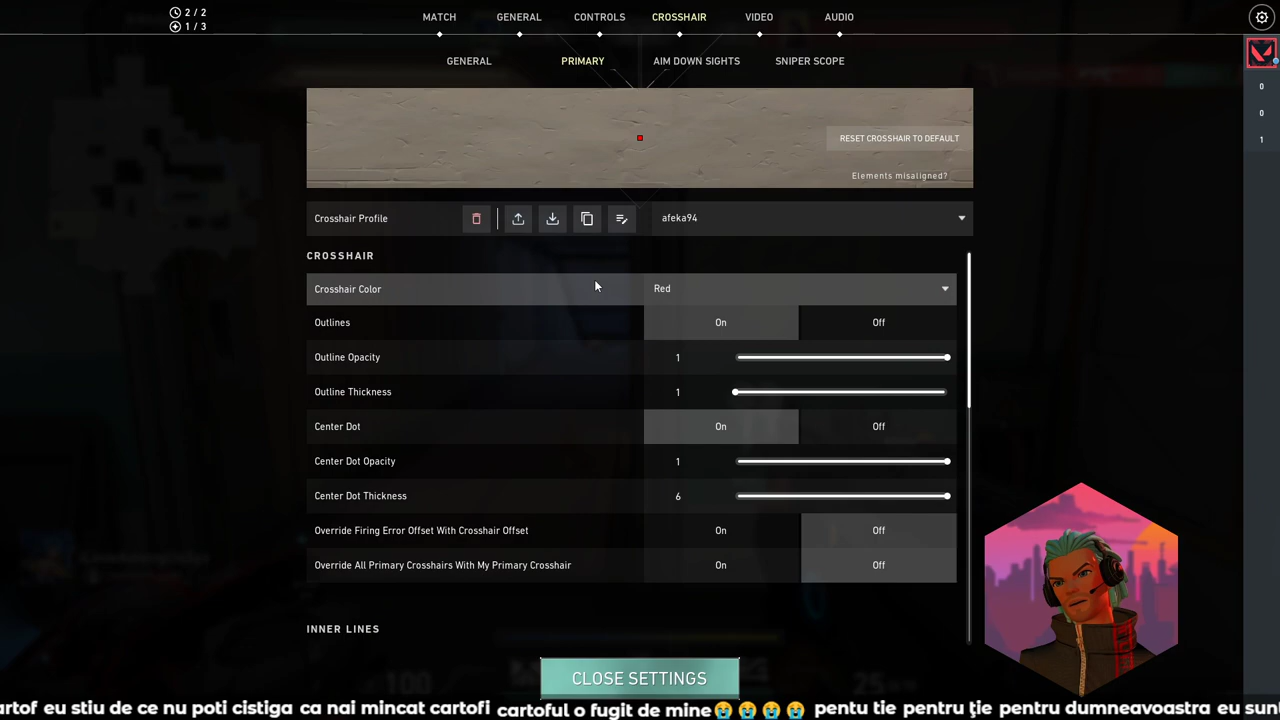 2 / 2
1 / 3
MATCH GENERAL CONTROLS CROSSHAIR VIDEO AUDIO
GENERAL PRIMARY AIM DOWN SIGHTS SNIPER SCOPE
RESET CROSSHAIR TO DEFAULT
Elements misaligned?
0
0
1
Crosshair Profile afeka94
CROSSHAIR
Crosshair Color Red
Outlines On Off
Outline Opacity 1
Outline Thickness 1
Center Dot On Off
Center Dot Opacity 1
Center Dot Thickness 6
Override Firing Error Offset With Crosshair Offset On Off
Override All Primary Crosshairs With My Primary Crosshair On Off
INNER LINES
CLOSE SETTINGS
100 25
artof eu stiu de ce nu poti cistiga ca nai mincat cartofi cartoful o fugit de mine😭😭😭😭 pentu tie pentru ţie pentru dumneavoastra eu sun